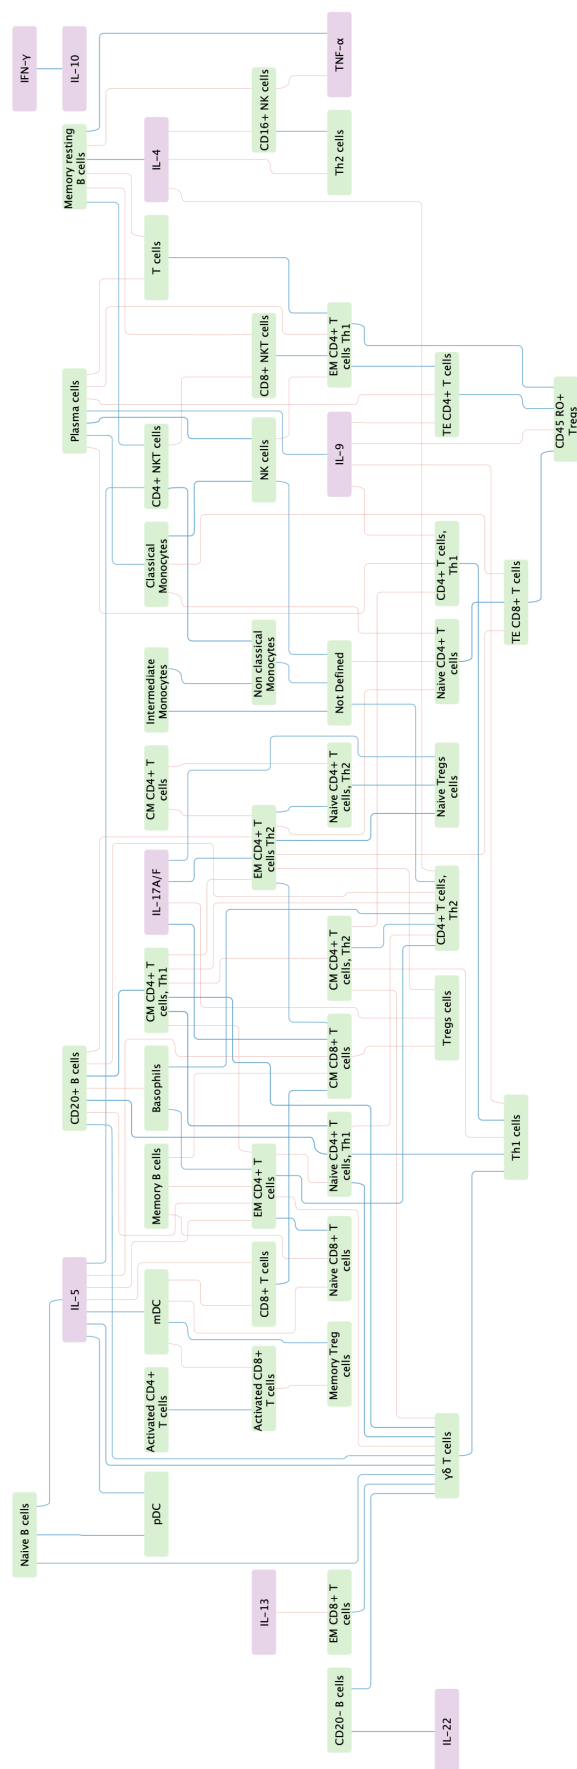 Naive B cells
IFN-γ
IL-5
CD20+ B cells
Plasma cells
Memory resting
B cells
IL-10
pDC
Activated CD4+
T cells
mDC
Memory B cells
Basophils
CM CD4+ T
cells, Th1
IL-17A/F
CM CD4+ T
cells
Intermediate
Monocytes
Classical
Monocytes
CD4+ NKT cells
T cells
IL-4
IL-13
Activated CD8+
T cells
CD8+ T cells
EM CD4+ T
cells
EM CD4+ T
cells Th2
Non classical
Monocytes
NK cells
CD8+ NKT cells
CD16+ NK cells
CD20- B cells
EM CD8+ T
cells
Memory Treg
cells
Naive CD8+ T
cells
Naive CD4+ T
cells, Th1
CM CD8+ T
cells
CM CD4+ T
cells, Th2
Naive CD4+ T
cells, Th2
Not Defined
IL-9
EM CD4+ T
cells Th1
Th2 cells
TNF-α
IL-22
γδ T cells
Tregs cells
CD4+ T cells,
Th2
Naive Tregs
cells
Naive CD4+ T
cells
CD4+ T cells,
Th1
TE CD4+ T cells
Th1 cells
TE CD8+ T cells
CD45 RO+
Tregs